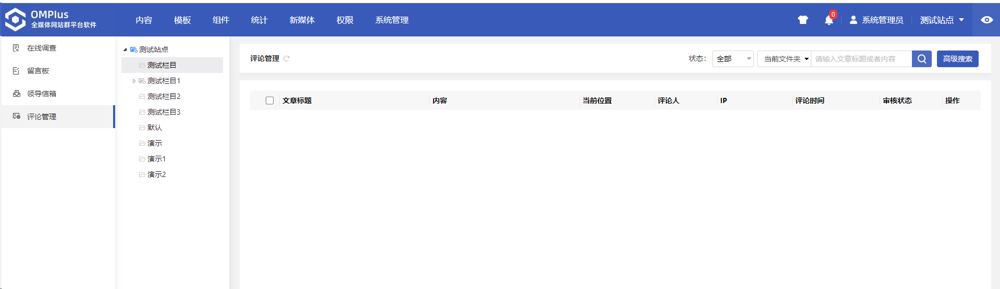 OMPlus
全媒体网站群平台软件
内容 模板 组件 统计 新媒体 权限 系统管理 0 系统管理员 测试站点
在线调查
留言板
领导信箱
评论管理
测试站点
测试栏目
测试栏目1
测试栏目2
测试栏目3
默认
演示
演示1
演示2
评论管理 状态： 全部 当前文件夹 请输入文章标题或者内容 高级搜索
文章标题 内容 当前位置 评论人 IP 评论时间 审核状态 操作